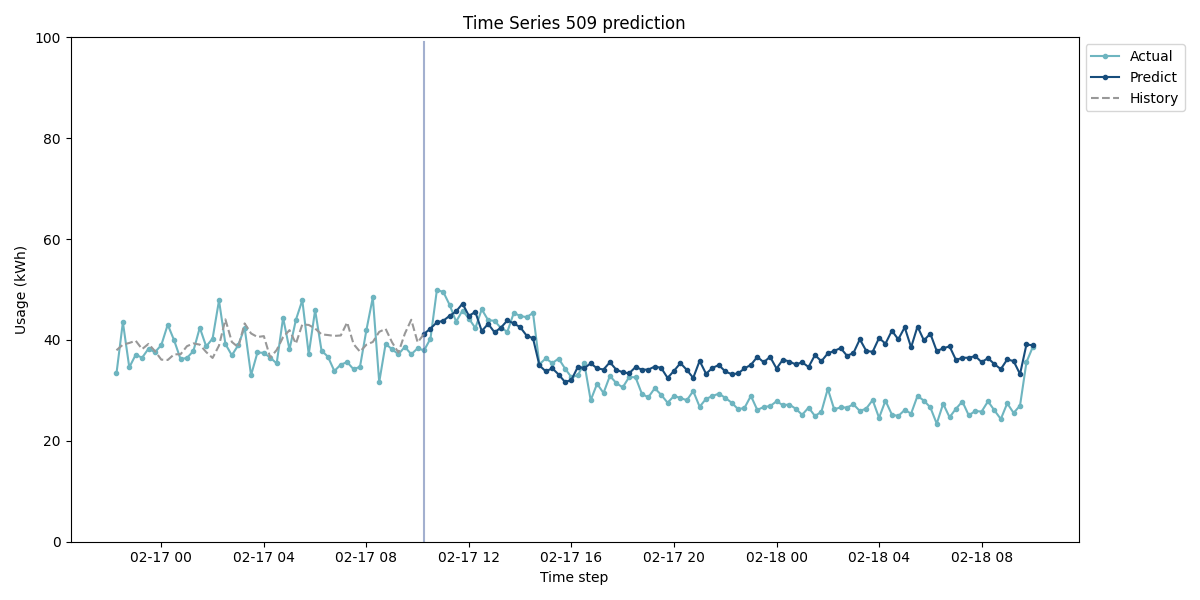 Time Series 509 prediction
Usage (kWh)
100
80
60
40
20
0
02-17 00
02-17 04
02-17 08
02-17 12
02-17 16
02-17 20
02-18 00
02-18 04
02-18 08
Time step
Actual
Predict
History